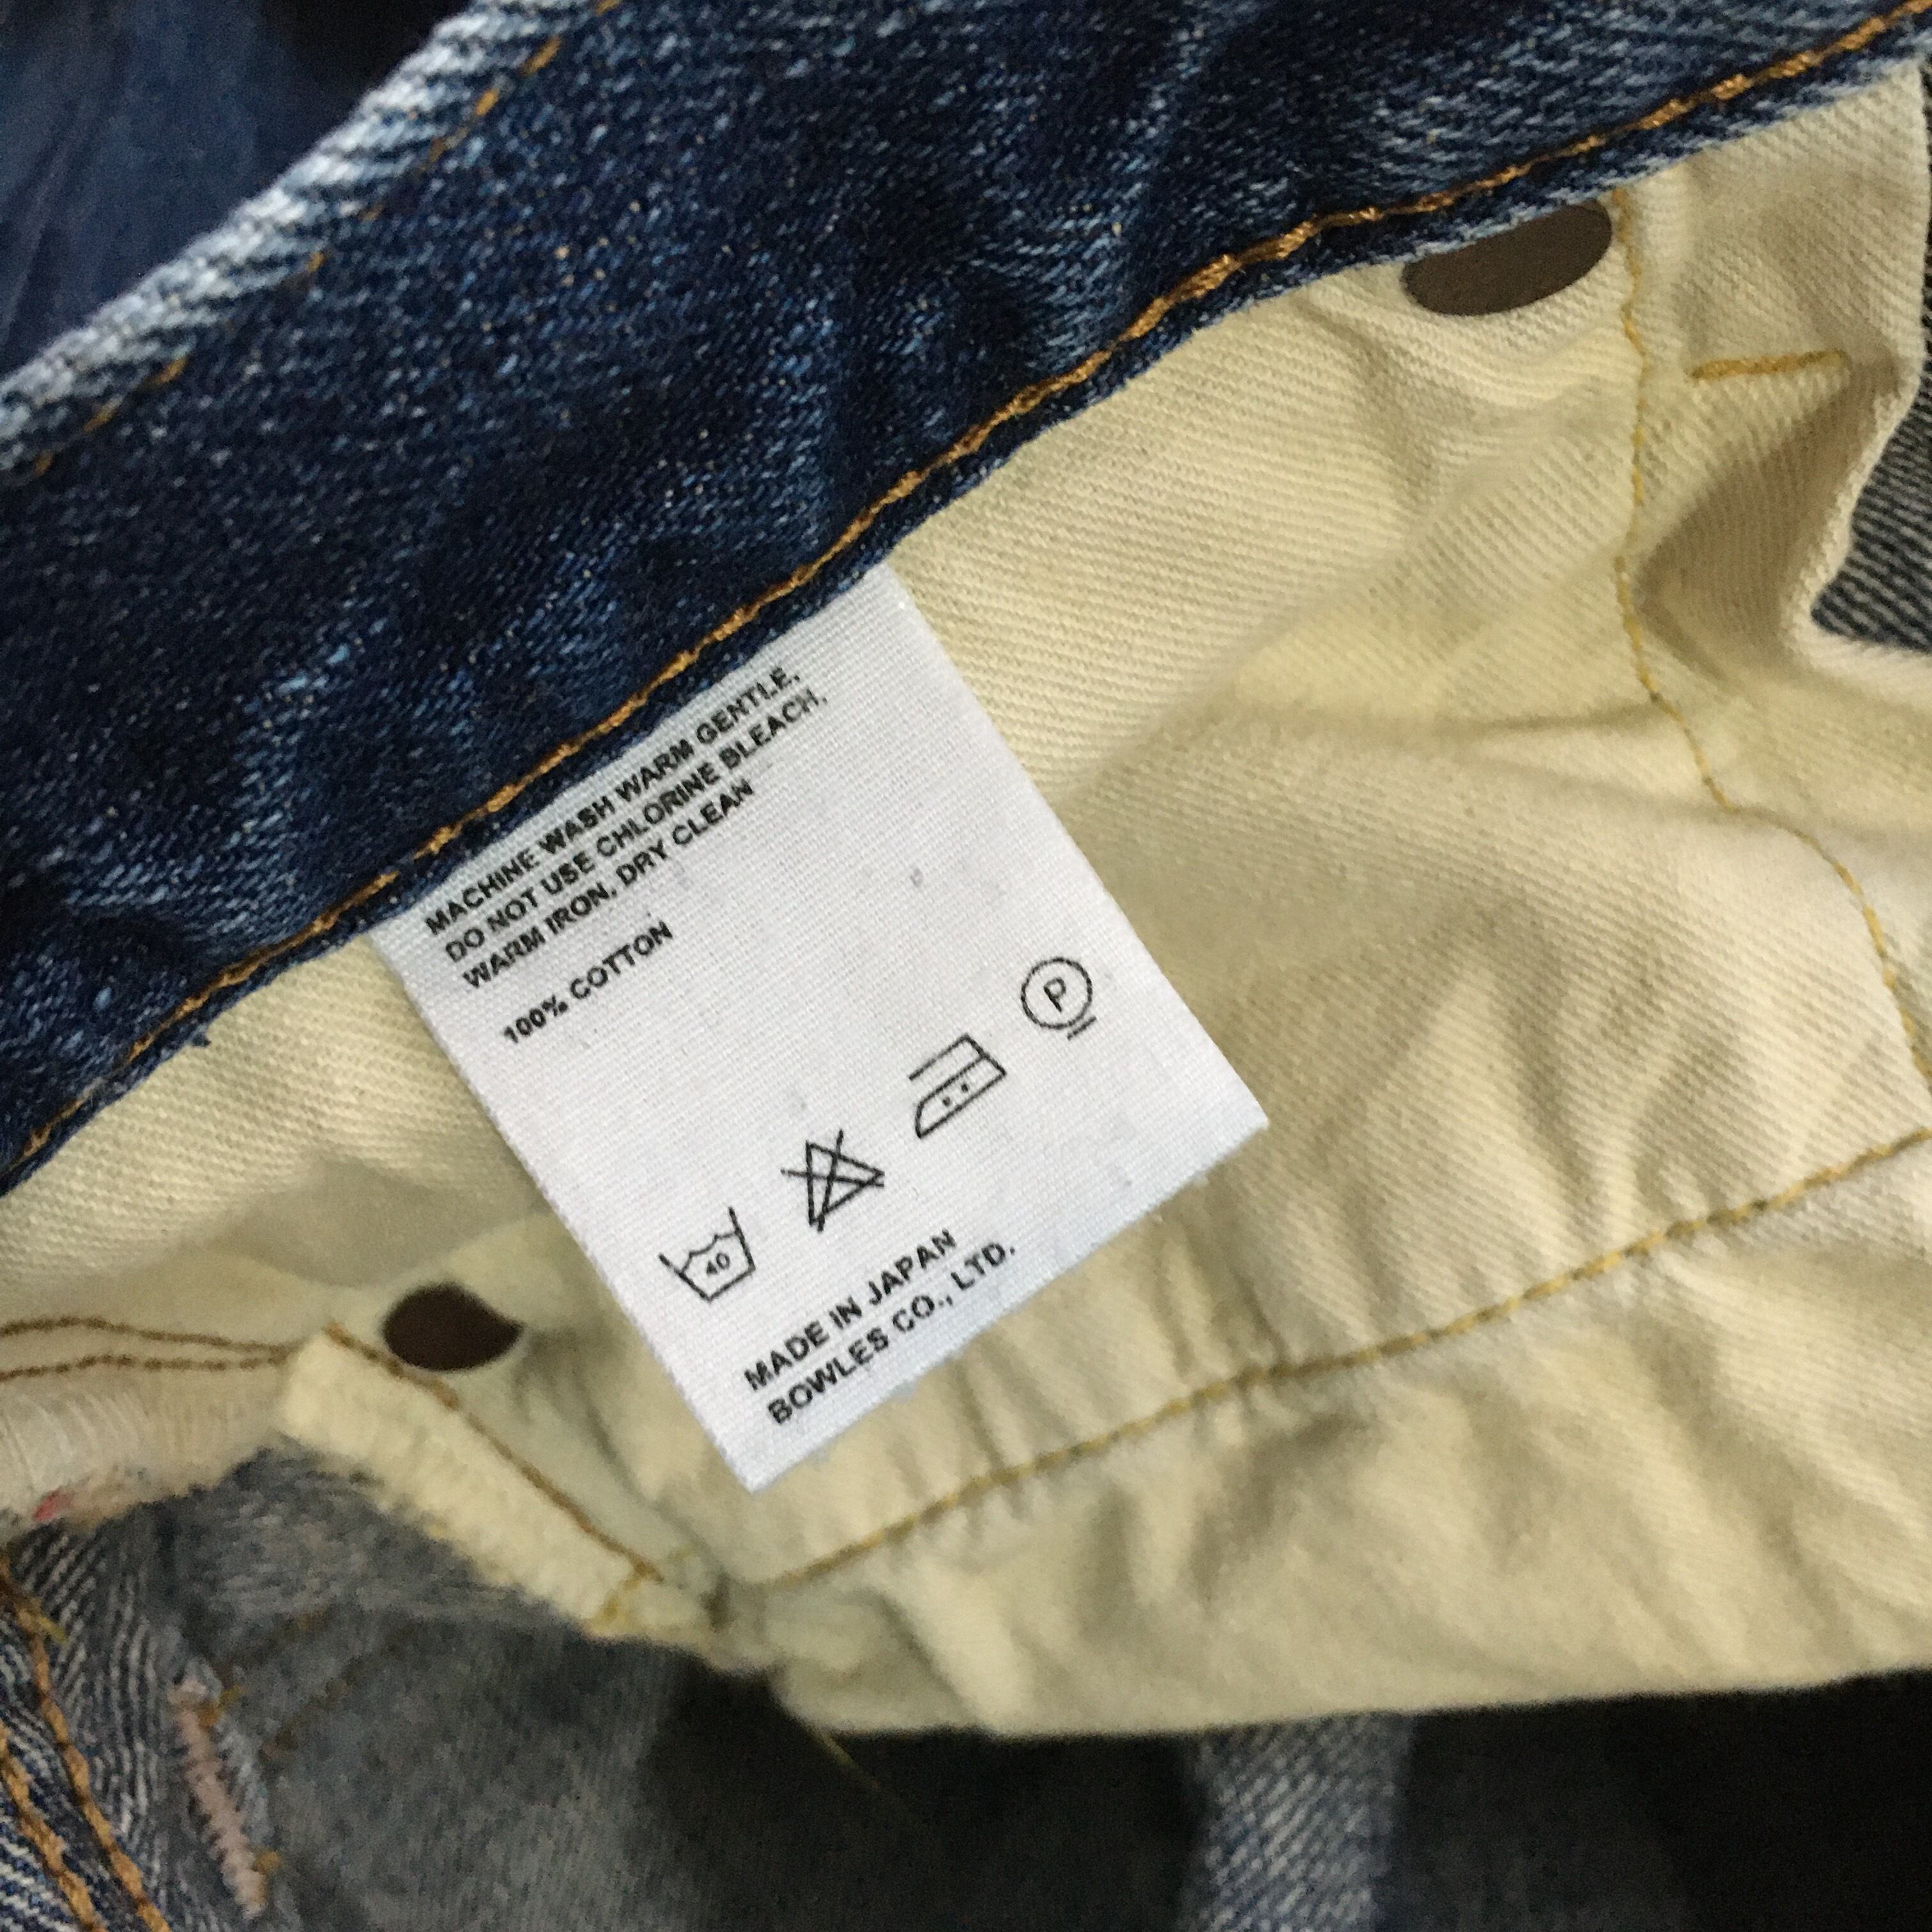 MACHINE WASH WARM GENTLE.
DO NOT USE CHLORINE BLEACH.
WARM IRON. DRY CLEAN
100% COTTON
40
P
MADE IN JAPAN
BOWLES CO., LTD.